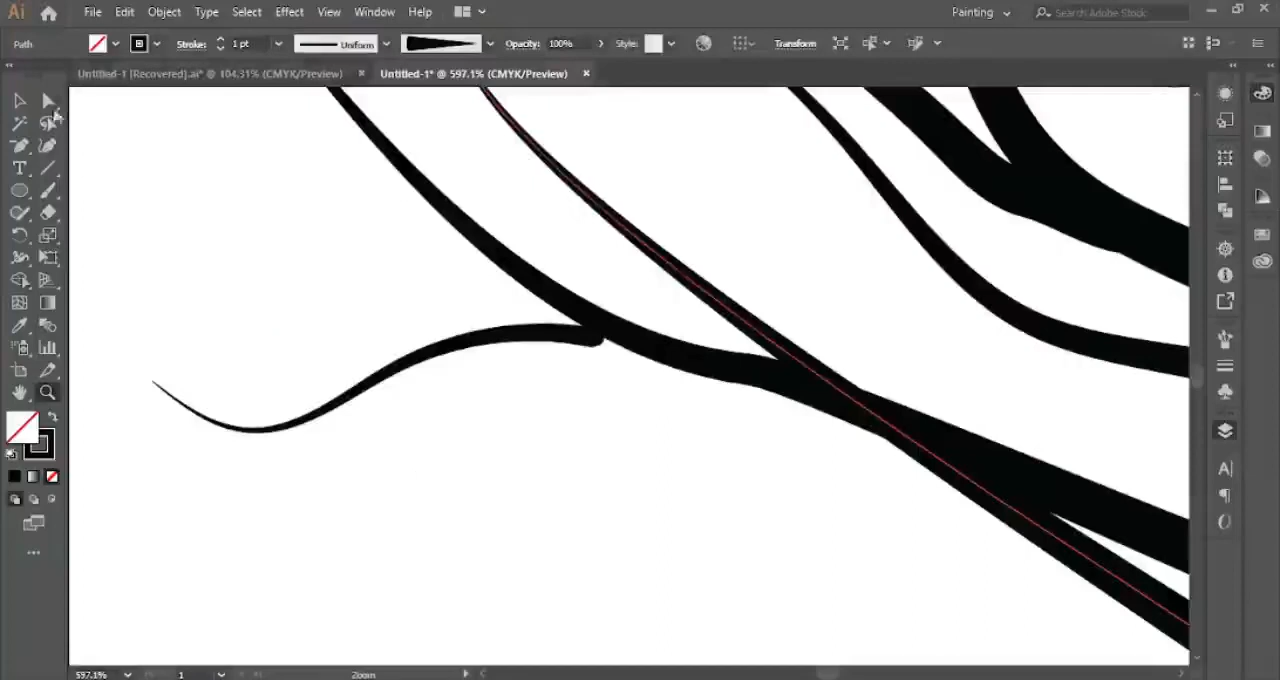 Ai File Edit Object Type Select Effect View Window Help Painting Search Adobe Stock
Path Stroke: 1 pt Uniform Opacity: 100% Style: Transform
Untitled-1 [Recovered].ai* @ 104.31% (CMYK/Preview) × Untitled-1* @ 597.1% (CMYK/Preview) ×
597.1% 1 Zoom